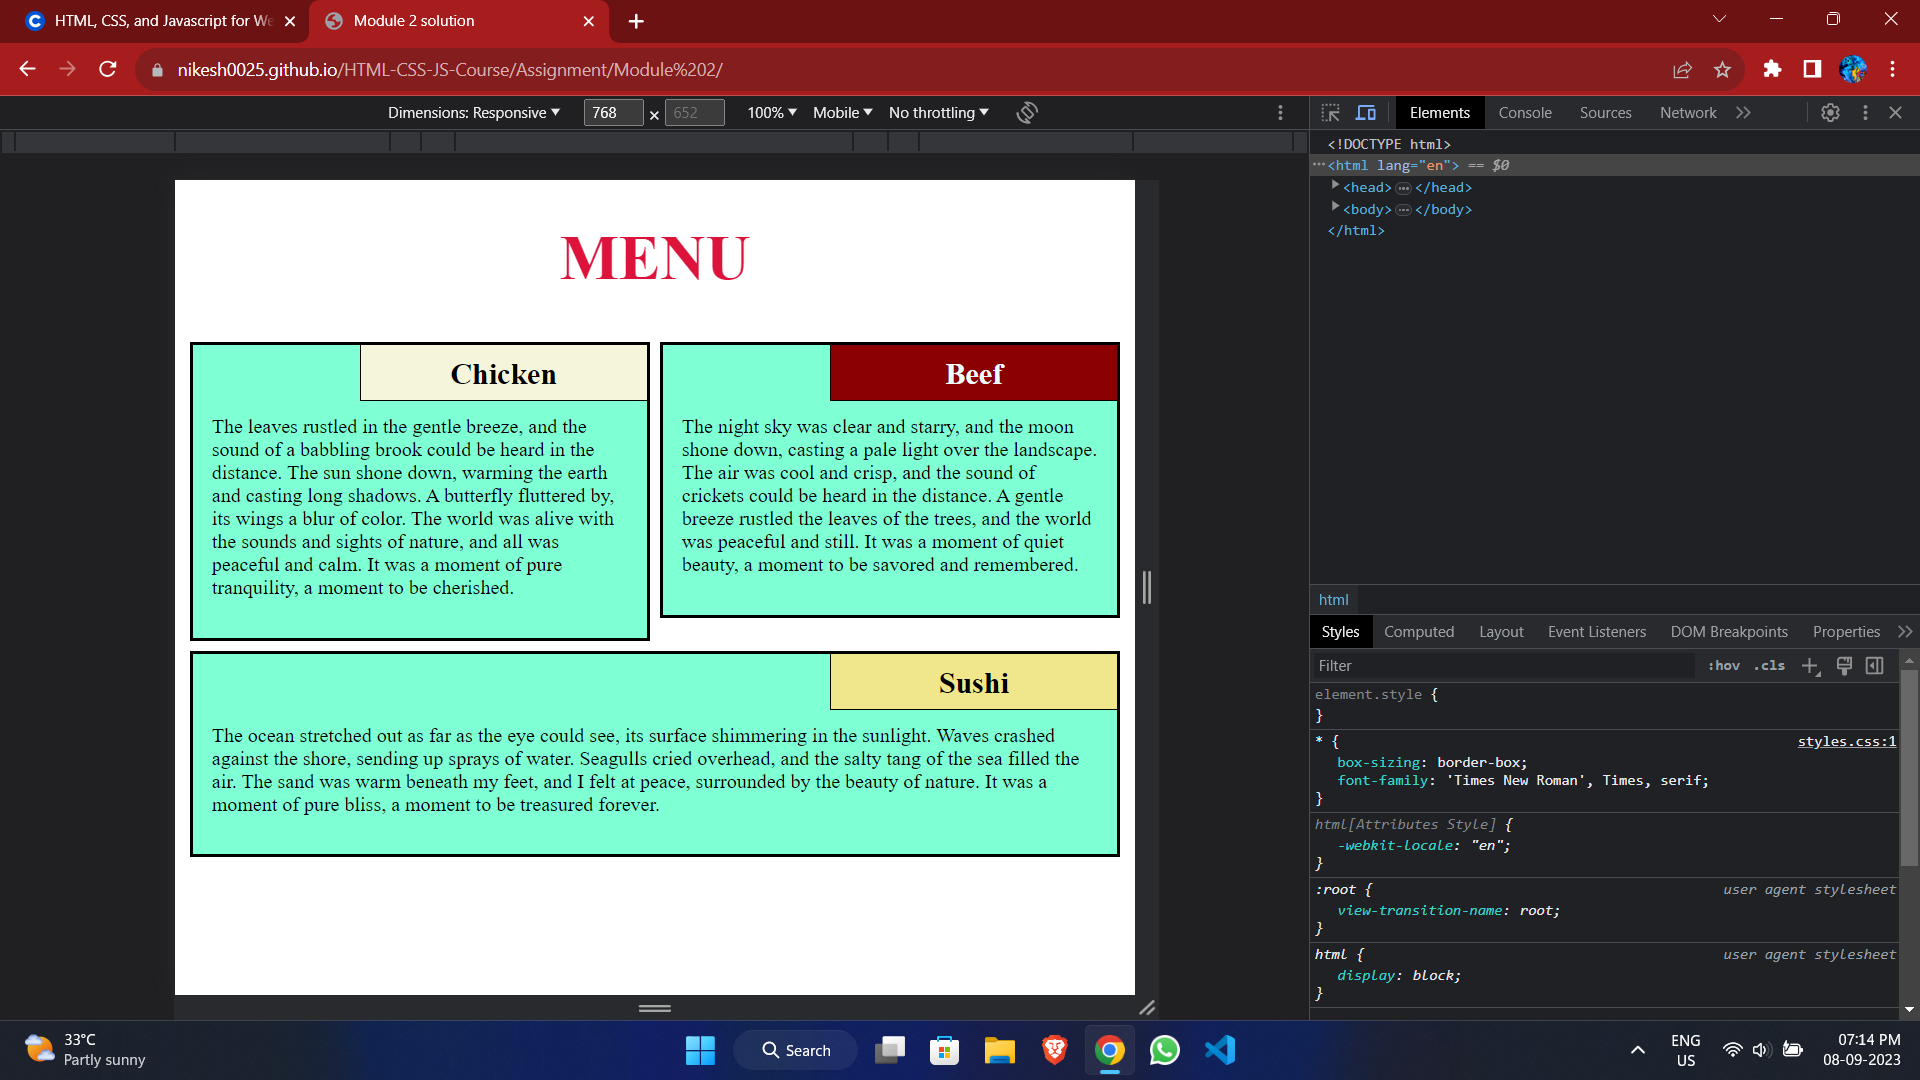 HTML, CSS, and Javascript for We
Module 2 solution
nikesh0025.github.io/HTML-CSS-JS-Course/Assignment/Module%202/
Dimensions: Responsive
768
×
652
100%
Mobile
No throttling
Elements
Console
Sources
Network
<!DOCTYPE html>
<html lang="en"> == $0
<head>…</head>
<body>…</body>
</html>
MENU
Chicken
The leaves rustled in the gentle breeze, and the
sound of a babbling brook could be heard in the
distance. The sun shone down, warming the earth
and casting long shadows. A butterfly fluttered by,
its wings a blur of color. The world was alive with
the sounds and sights of nature, and all was
peaceful and calm. It was a moment of pure
tranquility, a moment to be cherished.
Beef
The night sky was clear and starry, and the moon
shone down, casting a pale light over the landscape.
The air was cool and crisp, and the sound of
crickets could be heard in the distance. A gentle
breeze rustled the leaves of the trees, and the world
was peaceful and still. It was a moment of quiet
beauty, a moment to be savored and remembered.
Sushi
The ocean stretched out as far as the eye could see, its surface shimmering in the sunlight. Waves crashed
against the shore, sending up sprays of water. Seagulls cried overhead, and the salty tang of the sea filled the
air. The sand was warm beneath my feet, and I felt at peace, surrounded by the beauty of nature. It was a
moment of pure bliss, a moment to be treasured forever.
html
Styles
Computed
Layout
Event Listeners
DOM Breakpoints
Properties
Filter
:hov
.cls
element.style {
}
* {
styles.css:1
box-sizing: border-box;
font-family: 'Times New Roman', Times, serif;
}
html[Attributes Style] {
-webkit-locale: "en";
}
:root {
user agent stylesheet
view-transition-name: root;
}
html {
user agent stylesheet
display: block;
}
33°C
Partly sunny
Search
ENG
US
07:14 PM
08-09-2023